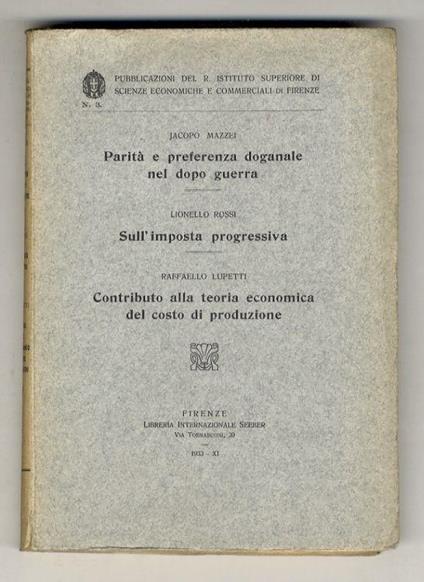 PUBBLICAZIONI DEL R. ISTITUTO SUPERIORE DI
SCIENZE ECONOMICHE E COMMERCIALI DI FIRENZE
N. 3.
JACOPO MAZZEI
Parità e preferenza doganale
nel dopo guerra
LIONELLO ROSSI
Sull'imposta progressiva
RAFFAELLO LUPETTI
Contributo alla teoria economica
del costo di produzione
FIRENZE
LIBRERIA INTERNAZIONALE SEEBER
VIA TORNABUONI, 20
1933 - XI